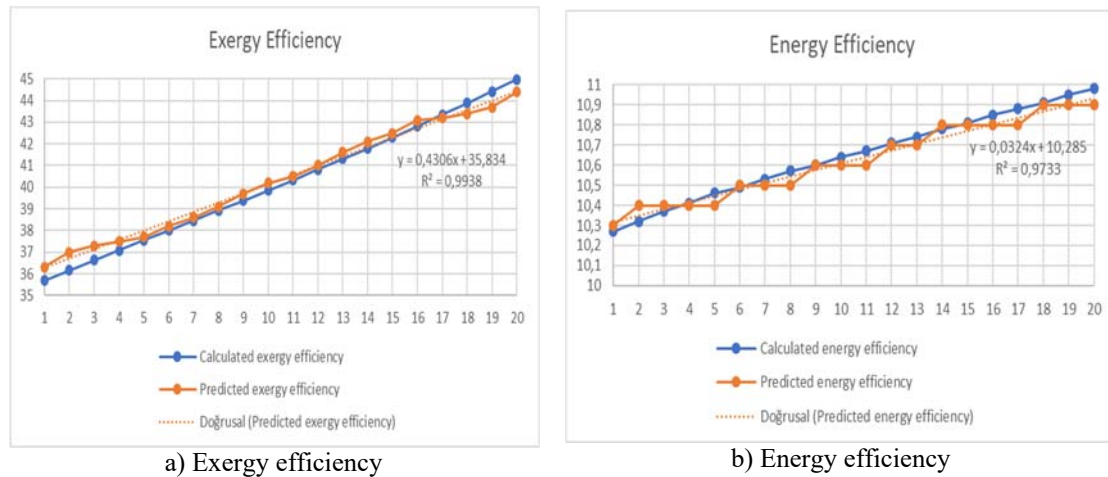 Exergy Efficiency
45
44
43
42
41
40
39
38
37
36
35
y = 0,4306x + 35,834
R² = 0,9938
1 2 3 4 5 6 7 8 9 10 11 12 13 14 15 16 17 18 19 20
Calculated exergy efficiency
Predicted exergy efficiency
Doğrusal (Predicted exergy efficiency)
a) Exergy efficiency
Energy Efficiency
11
10,9
10,8
10,7
10,6
10,5
10,4
10,3
10,2
10,1
10
y = 0,0324x + 10,285
R² = 0,9733
1 2 3 4 5 6 7 8 9 10 11 12 13 14 15 16 17 18 19 20
Calculated energy efficiency
Predicted energy efficiency
Doğrusal (Predicted energy efficiency)
b) Energy efficiency